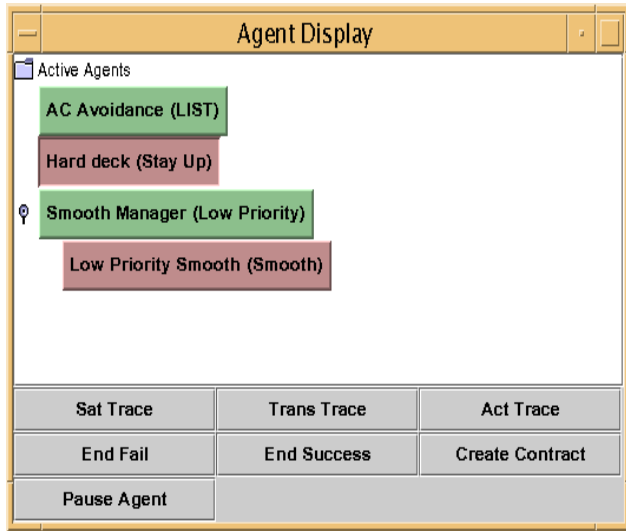 Agent Display
Active Agents
AC Avoidance (LIST)
Hard deck (Stay Up)
Smooth Manager (Low Priority)
Low Priority Smooth (Smooth)
Sat Trace Trans Trace Act Trace
End Fail End Success Create Contract
Pause Agent